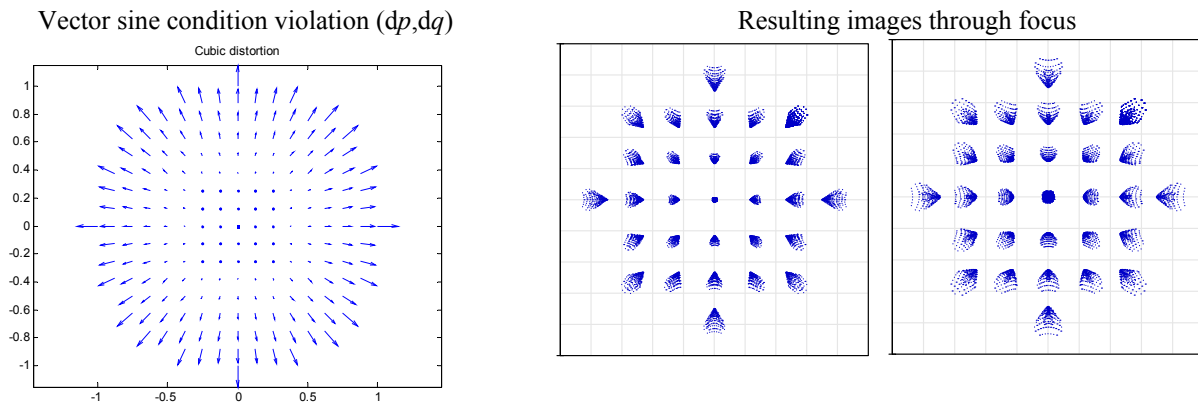 Vector sine condition violation (dp,dq)
Cubic distortion
1
0.8
0.6
0.4
0.2
0
-0.2
-0.4
-0.6
-0.8
-1
-1 -0.5 0 0.5 1
Resulting images through focus